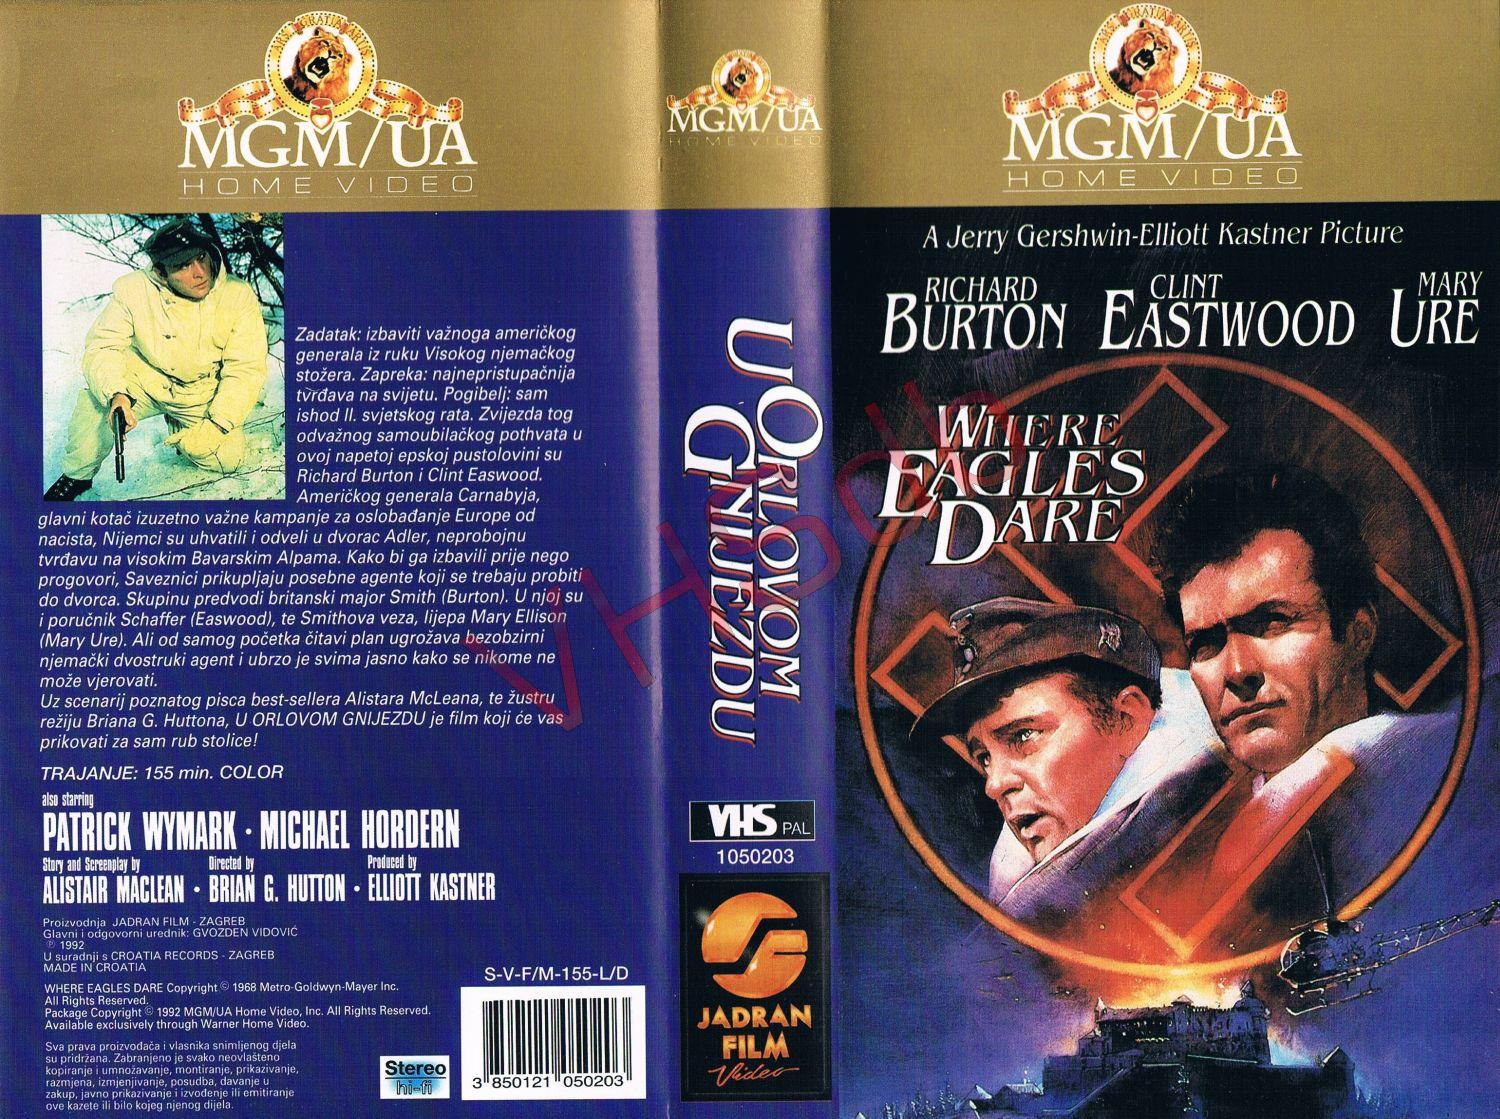 MGM/UA
HOME VIDEO
Zadatak: izbaviti važnoga američkog
generala iz ruku Visokog njemačkog
stožera. Zapreka: najnepristupačnija
tvrđava na svijetu. Pogibelj: sam
ishod II. svjetskog rata. Zvijezda tog
odvažnog samoubilačkog pothvata u
ovoj napetoj epskoj pustolovini su
Richard Burton i Clint Easwood.
Američkog generala Carnabyja,
glavni kotač izuzetno važne kampanje za oslobađanje Europe od
nacista, Nijemci su uhvatili i odveli u dvorac Adler, neprobojnu
tvrđavu na visokim Bavarskim Alpama. Kako bi ga izbavili prije nego
progovori, Saveznici prikupljaju posebne agente koji se trebaju probiti
do dvorca. Skupinu predvodi britanski major Smith (Burton). U njoj su
i poručnik Schaffer (Easwood), te Smithova veza, lijepa Mary Ellison
(Mary Ure). Ali od samog početka čitavi plan ugrožava bezobzirni
njemački dvostruki agent i ubrzo je svima jasno kako se nikome ne
može vjerovati.
Uz scenarij poznatog pisca best-sellera Alistara McLeana, te žustru
režiju Briana G. Huttona, U ORLOVOM GNIJEZDU je film koji će vas
prikovati za sam rub stolice!
TRAJANJE: 155 min. COLOR
also starring
PATRICK WYMARK · MICHAEL HORDERN
Story and Screenplay by Directed by Produced by
ALISTAIR MACLEAN · BRIAN G. HUTTON · ELLIOTT KASTNER
Proizvodnja JADRAN FILM - ZAGREB
Glavni i odgovorni urednik: GVOZDEN VIDOVIĆ
℗ 1992
U suradnji s CROATIA RECORDS - ZAGREB
MADE IN CROATIA
WHERE EAGLES DARE Copyright © 1968 Metro-Goldwyn-Mayer Inc.
All Rights Reserved.
Package Copyright © 1992 MGM/UA Home Video, Inc. All Rights Reserved.
Available exclusively through Warner Home Video.
Sva prava proizvođača i vlasnika snimljenog djela
su pridržana. Zabranjeno je svako neovlašteno
kopiranje i umnožavanje, montiranje, prikazivanje,
razmjena, izmjenjivanje, posudba, davanje u
zakup, javno prikazivanje i izvođenje ili emitiranje
ove kazete ili bilo kojeg njenog dijela.
Stereo
hi-fi
S-V-F/M-155-L/D
3 850121 050203
MGM/UA
HOME VIDEO
U ORLOVOM
GNIJEZDU
VHS PAL
1050203
JADRAN
FILM
Video
MGM/UA
HOME VIDEO
A Jerry Gershwin-Elliott Kastner Picture
RICHARD BURTON CLINT EASTWOOD MARY URE
WHERE
EAGLES
DARE